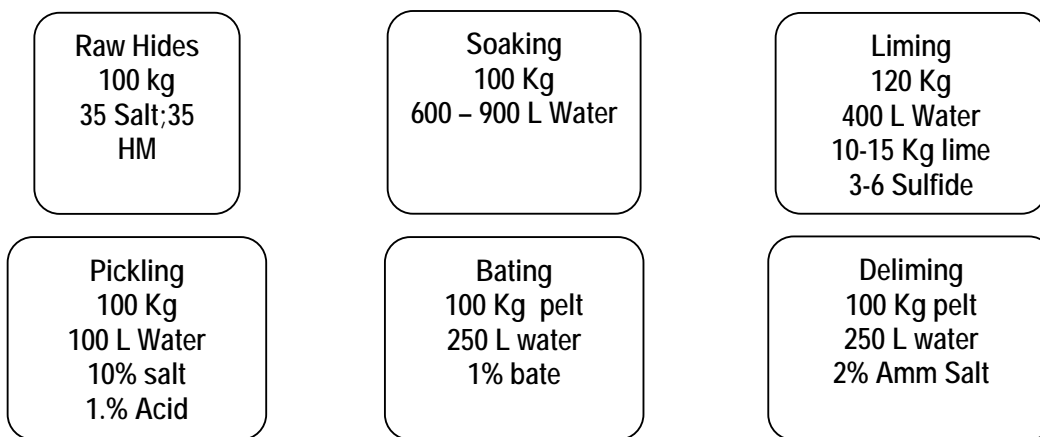 Raw Hides
100 kg
35 Salt;35
HM
Soaking
100 Kg
600 – 900 L Water
Liming
120 Kg
400 L Water
10-15 Kg lime
3-6 Sulfide
Pickling
100 Kg
100 L Water
10% salt
1.% Acid
Bating
100 Kg pelt
250 L water
1% bate
Deliming
100 Kg pelt
250 L water
2% Amm Salt